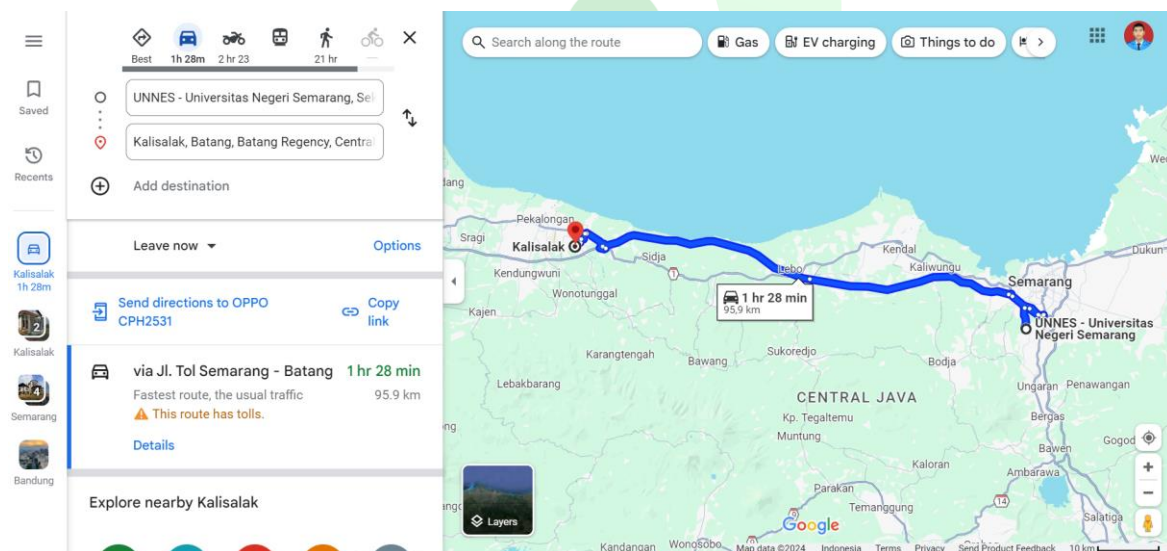 Saved
Recents
Kalisalak
1h 28m
2
Kalisalak
4
Semarang
Bandung
Best
1h 28m
2 hr 23
21 hr
—
UNNES - Universitas Negeri Semarang, Se
Kalisalak, Batang, Batang Regency, Centra
Add destination
Leave now
Options
Send directions to OPPO
CPH2531
Copy
link
via Jl. Tol Semarang - Batang
1 hr 28 min
Fastest route, the usual traffic
95.9 km
This route has tolls.
Details
Explore nearby Kalisalak
Search along the route
Gas
EV charging
Things to do
Pekalongan
Sragi
Kalisalak
Sidja
Kendungwuni
Wonotunggal
Kajen
Lebo
Kendal
Kaliwungu
Semarang
Dukun
1 hr 28 min
95,9 km
UNNES - Universitas
Negeri Semarang
Karangtengah
Bawang
Sukoredjo
Bodja
Lebakbarang
CENTRAL JAVA
Kp. Tegaltemu
Muntung
Ungaran
Penawangan
Bergas
Bawen
Gogod
Kaloran
Ambarawa
Parakan
Temanggung
14
Salatiga
Layers
Google
Kandangan
Wonosobo
Map data ©2024
Indonesia
Terms
Privacy
Send Product Feedback
10 km